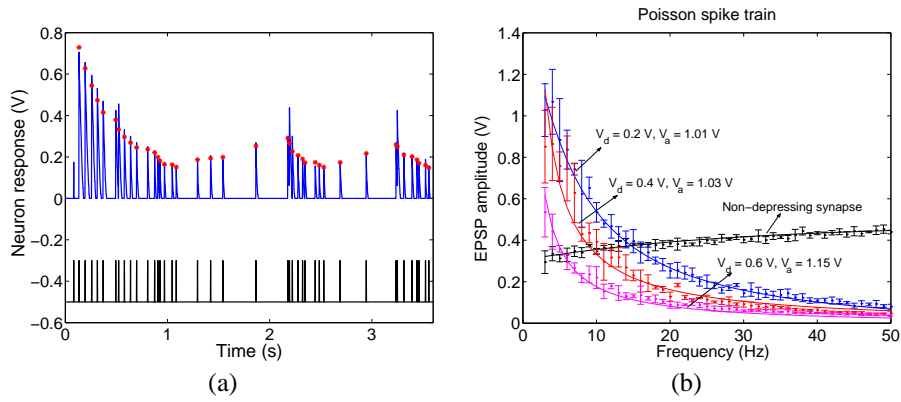 0.8
0.6
0.4
0.2
0
−0.2
−0.4
−0.6
Neuron response (V)
0
1
2
3
Time (s)
(a)
Poisson spike train
1.4
1.2
1
0.8
0.6
0.4
0.2
0
EPSP amplitude (V)
V_d = 0.2 V, V_a = 1.01 V
V_d = 0.4 V, V_a = 1.03 V
Non−depressing synapse
V_d = 0.6 V, V_a = 1.15 V
0
10
20
30
40
50
Frequency (Hz)
(b)